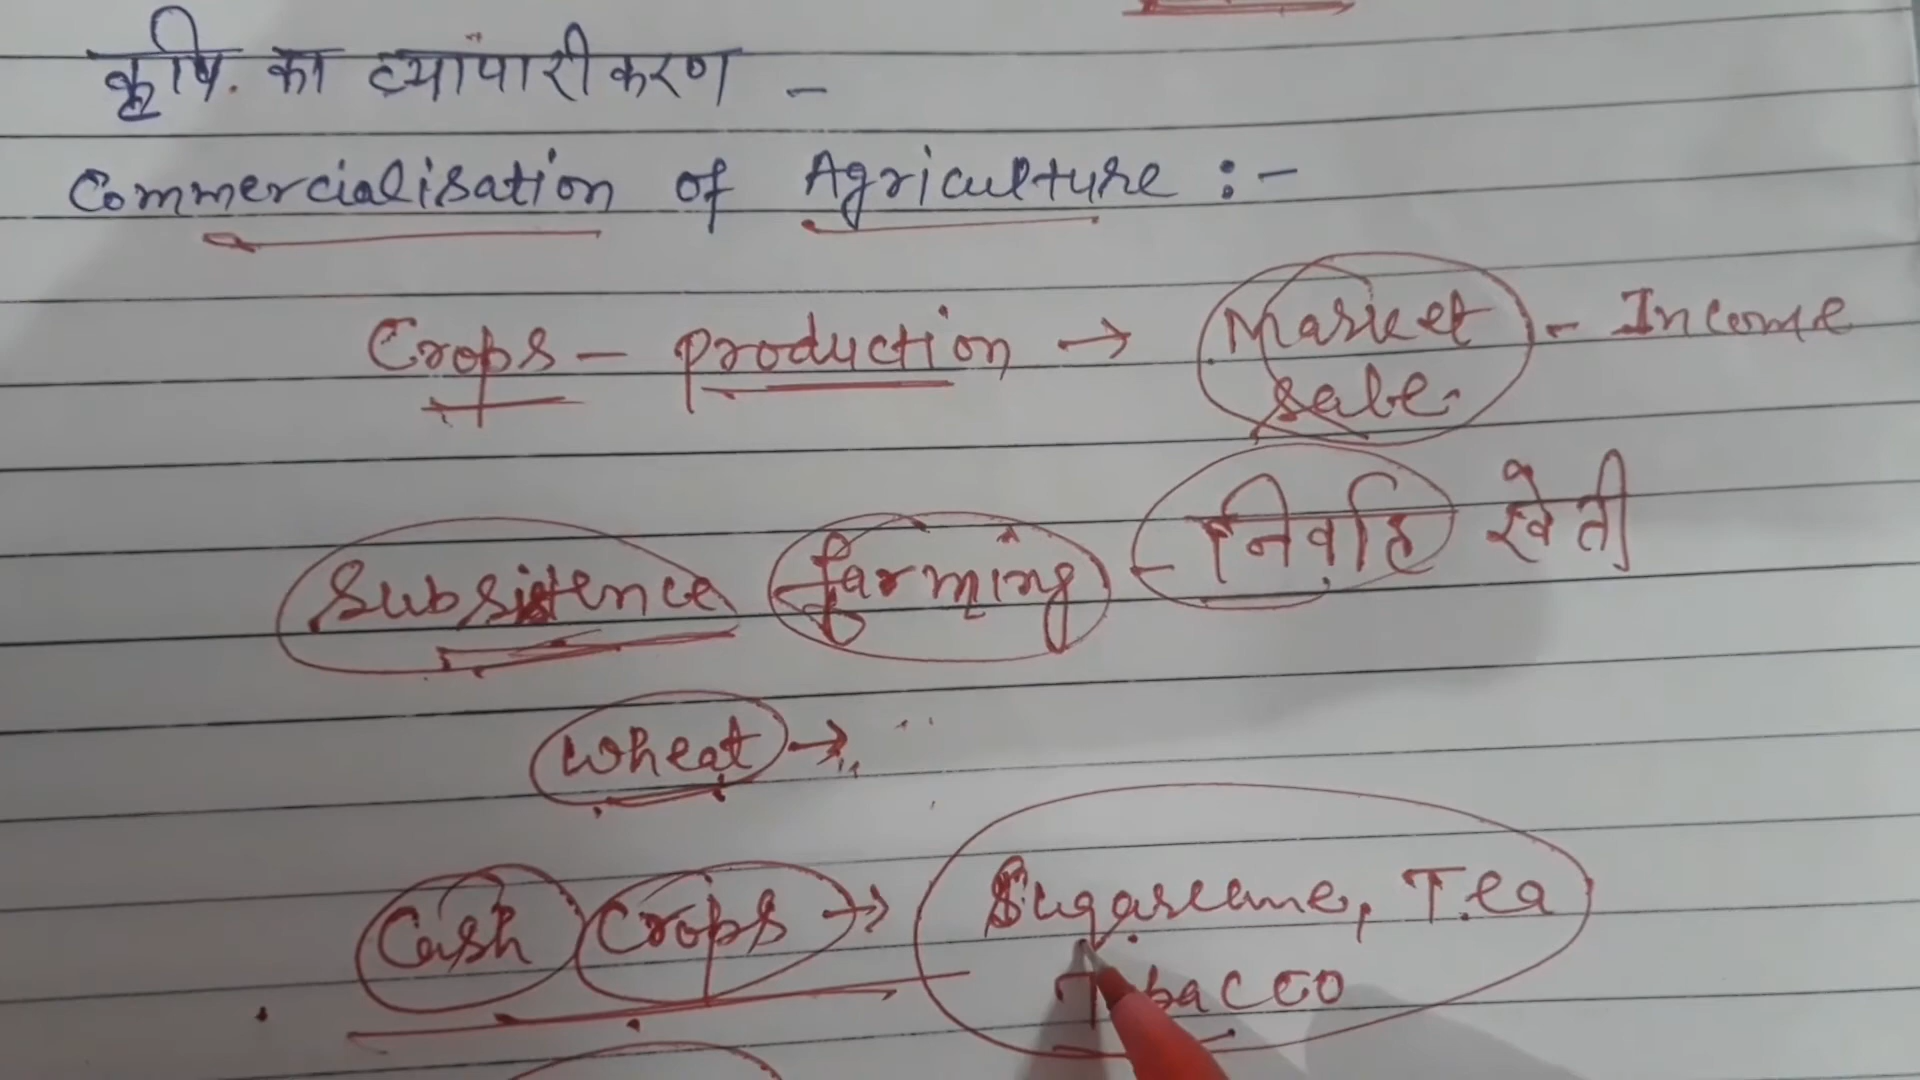 कृषि का व्यापारीकरण -
Commercialisation of Agriculture :-
Crops - production → Market - Income
Sale.
Subsistence farming - निर्वाह खेती
Wheat →
Cash Crops → Sugarcane, Tea
Tobacco